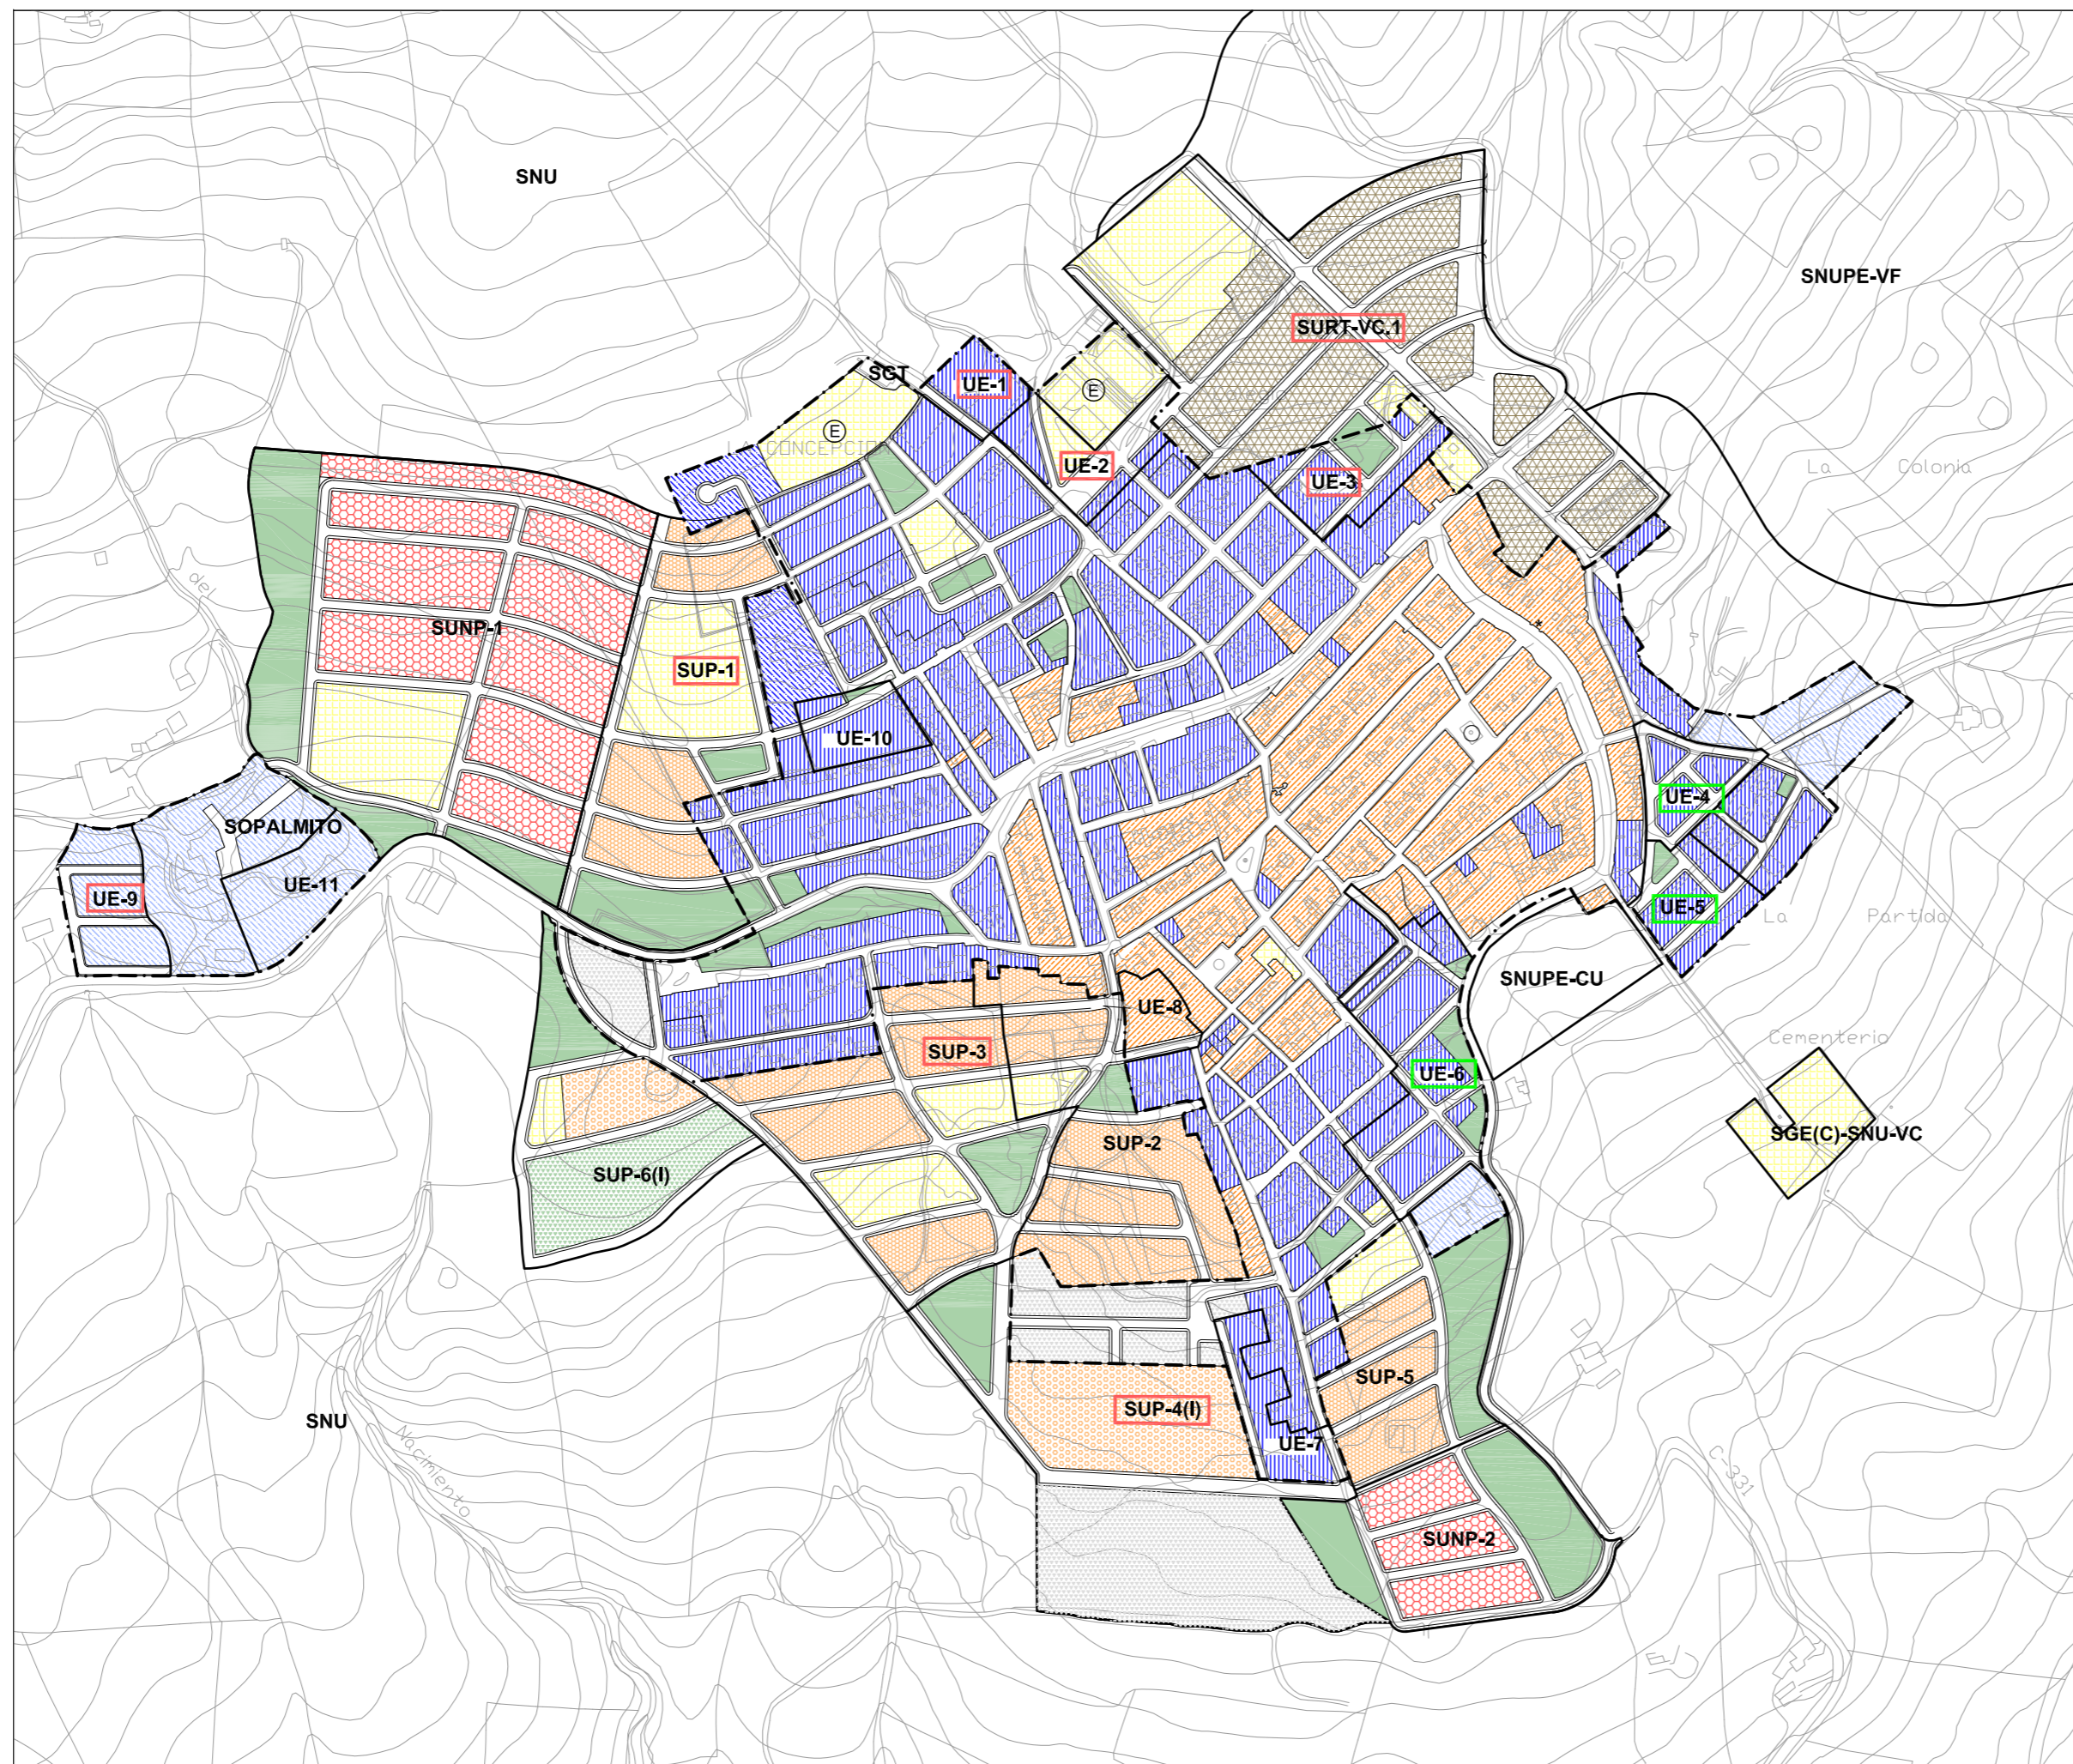 SNU
SNUPE-VF
SURT-VC.1
SGT
UE-1
E
E
LA CONCEPCION
UE-2
UE-3
La Colonia
de
SUNP-1
SUP-1
UE-10
UE-4
SOPALMITO
UE-11
UE-9
UE-5
La Partida
SNUPE-CU
UE-8
Cementerio
SUP-3
UE-6
SUP-2
SGE(C)-SNU-VC
SUP-6(I)
SUP-5
SUP-4(I)
SNU
UE-7
Nacimiento
C-331
SUNP-2